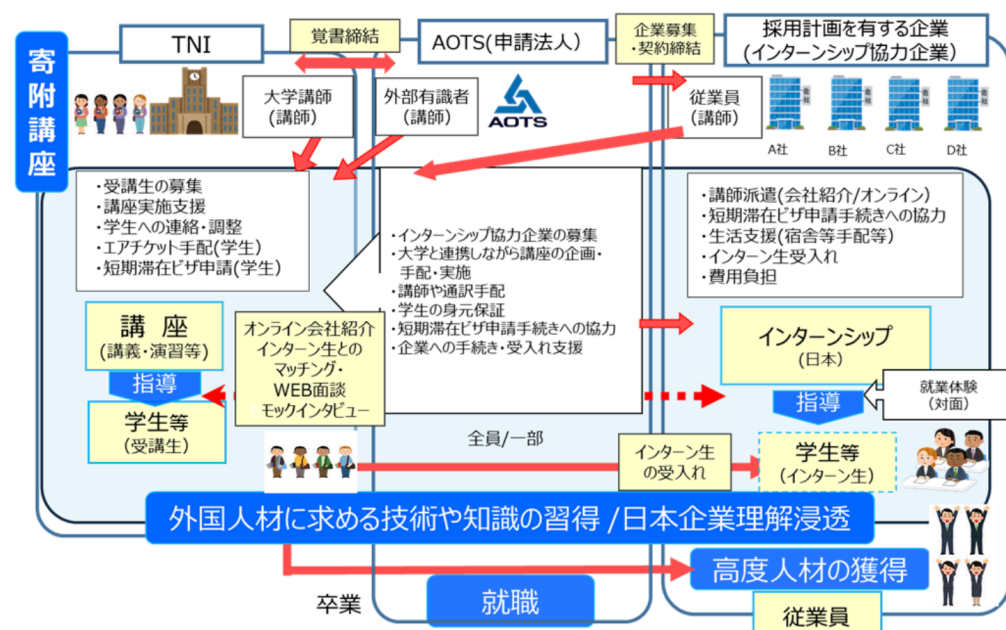 寄附講座
TNI
覚書締結
AOTS(申請法人)
企業募集
・契約締結
採用計画を有する企業
(インターンシップ協力企業)
大学講師
(講師)
外部有識者
(講師)
AOTS
従業員
(講師)
A社
B社
C社
D社
・受講生の募集
・講座実施支援
・学生への連絡・調整
・エアチケット手配(学生)
・短期滞在ビザ申請(学生)
・インターンシップ協力企業の募集
・大学と連携しながら講座の企画・
手配・実施
・講師や通訳手配
・学生の身元保証
・短期滞在ビザ申請手続きへの協力
・企業への手続き・受入れ支援
・講師派遣(会社紹介/オンライン)
・短期滞在ビザ申請手続きへの協力
・生活支援(宿舎等手配等)
・インターン生受入れ
・費用負担
講 座
(講義・演習等)
指導
学生等
(受講生)
オンライン会社紹介
インターン生との
マッチング・
WEB面談
モックインタビュー
インターンシップ
(日本)
指導
就業体験
(対面)
全員/一部
インターン生
の受入れ
学生等
(インターン生)
外国人材に求める技術や知識の習得/日本企業理解浸透
高度人材の獲得
卒業
就職
従業員